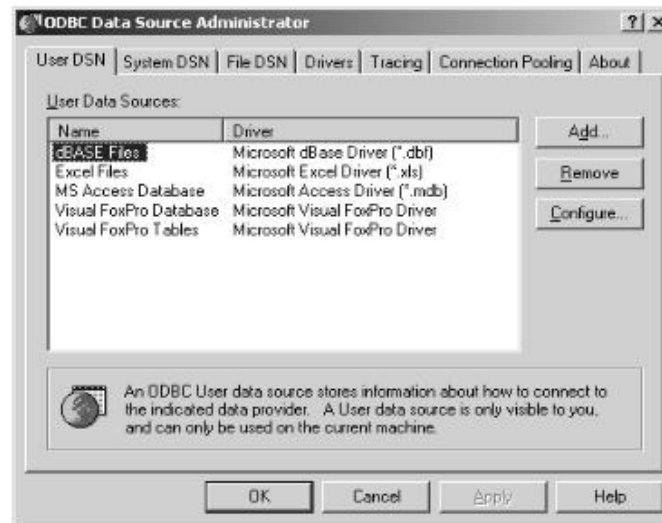 ODBC Data Source Administrator
User DSN System DSN File DSN Drivers Tracing Connection Pooling About
User Data Sources:
Name Driver
dBASE Files Microsoft dBase Driver (*.dbf)
Excel Files Microsoft Excel Driver (*.xls)
MS Access Database Microsoft Access Driver (*.mdb)
Visual FoxPro Database Microsoft Visual FoxPro Driver
Visual FoxPro Tables Microsoft Visual FoxPro Driver
Add...
Remove
Configure...
An ODBC User data source stores information about how to connect to
the indicated data provider. A User data source is only visible to you,
and can only be used on the current machine.
OK Cancel Apply Help